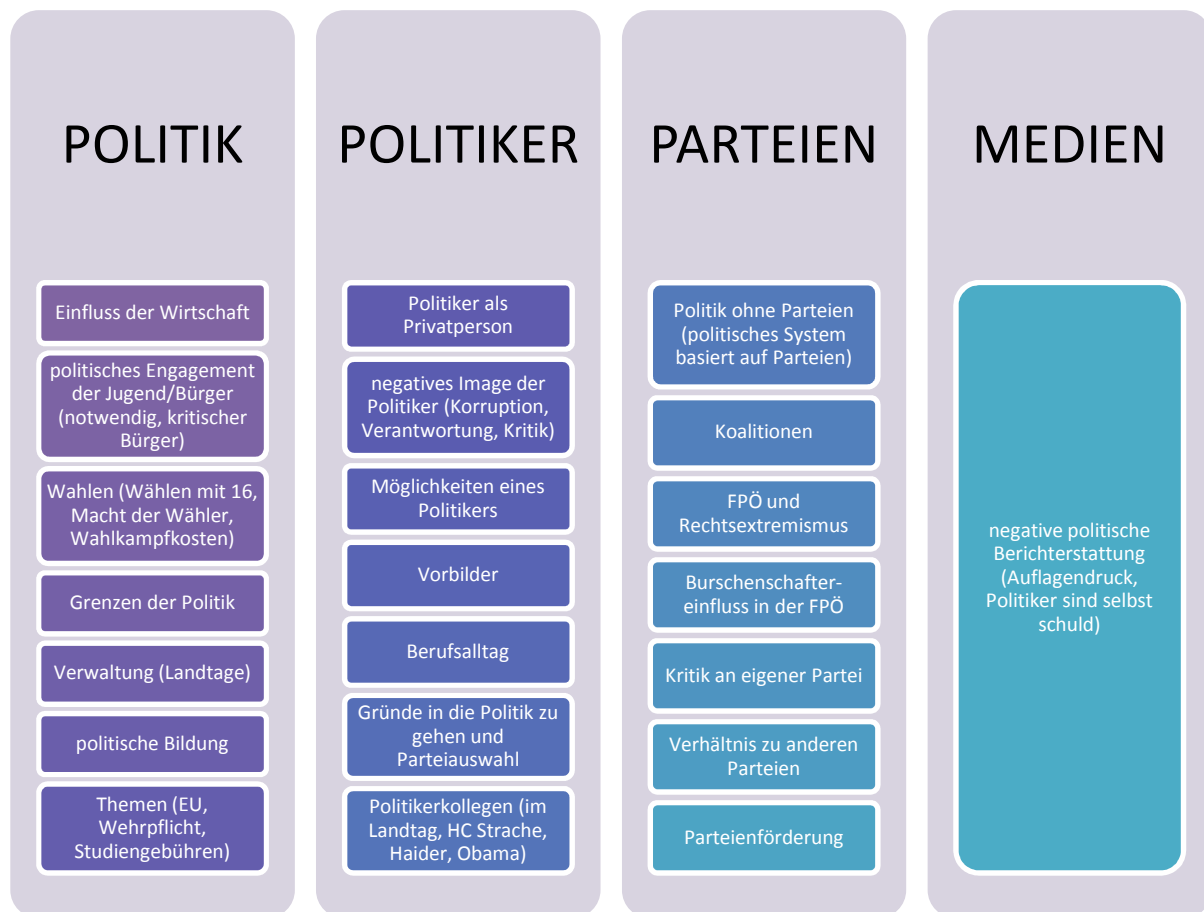 POLITIK
Einfluss der Wirtschaft
politisches Engagement
der Jugend/Bürger
(notwendig, kritischer
Bürger)
Wahlen (Wählen mit 16,
Macht der Wähler,
Wahlkampfkosten)
Grenzen der Politik
Verwaltung (Landtage)
politische Bildung
Themen (EU,
Wehrpflicht,
Studiengebühren)
POLITIKER
Politiker als
Privatperson
negatives Image der
Politiker (Korruption,
Verantwortung, Kritik)
Möglichkeiten eines
Politikers
Vorbilder
Berufsalltag
Gründe in die Politik zu
gehen und
Parteiauswahl
Politikerkollegen (im
Landtag, HC Strache,
Haider, Obama)
PARTEIEN
Politik ohne Parteien
(politisches System
basiert auf Parteien)
Koalitionen
FPÖ und
Rechtsextremismus
Burschenschafter-
einfluss in der FPÖ
Kritik an eigener Partei
Verhältnis zu anderen
Parteien
Parteienförderung
MEDIEN
negative politische
Berichterstattung
(Auflagendruck,
Politiker sind selbst
schuld)